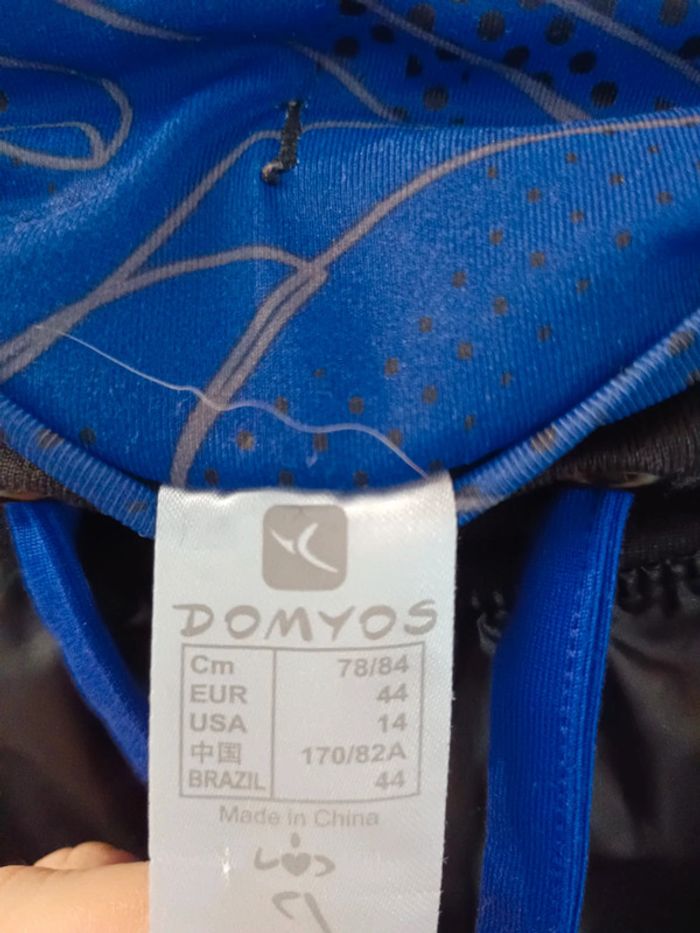 DOMYOS
Cm 78/84
EUR 44
USA 14
中国 170/82A
BRAZIL 44
Made in China